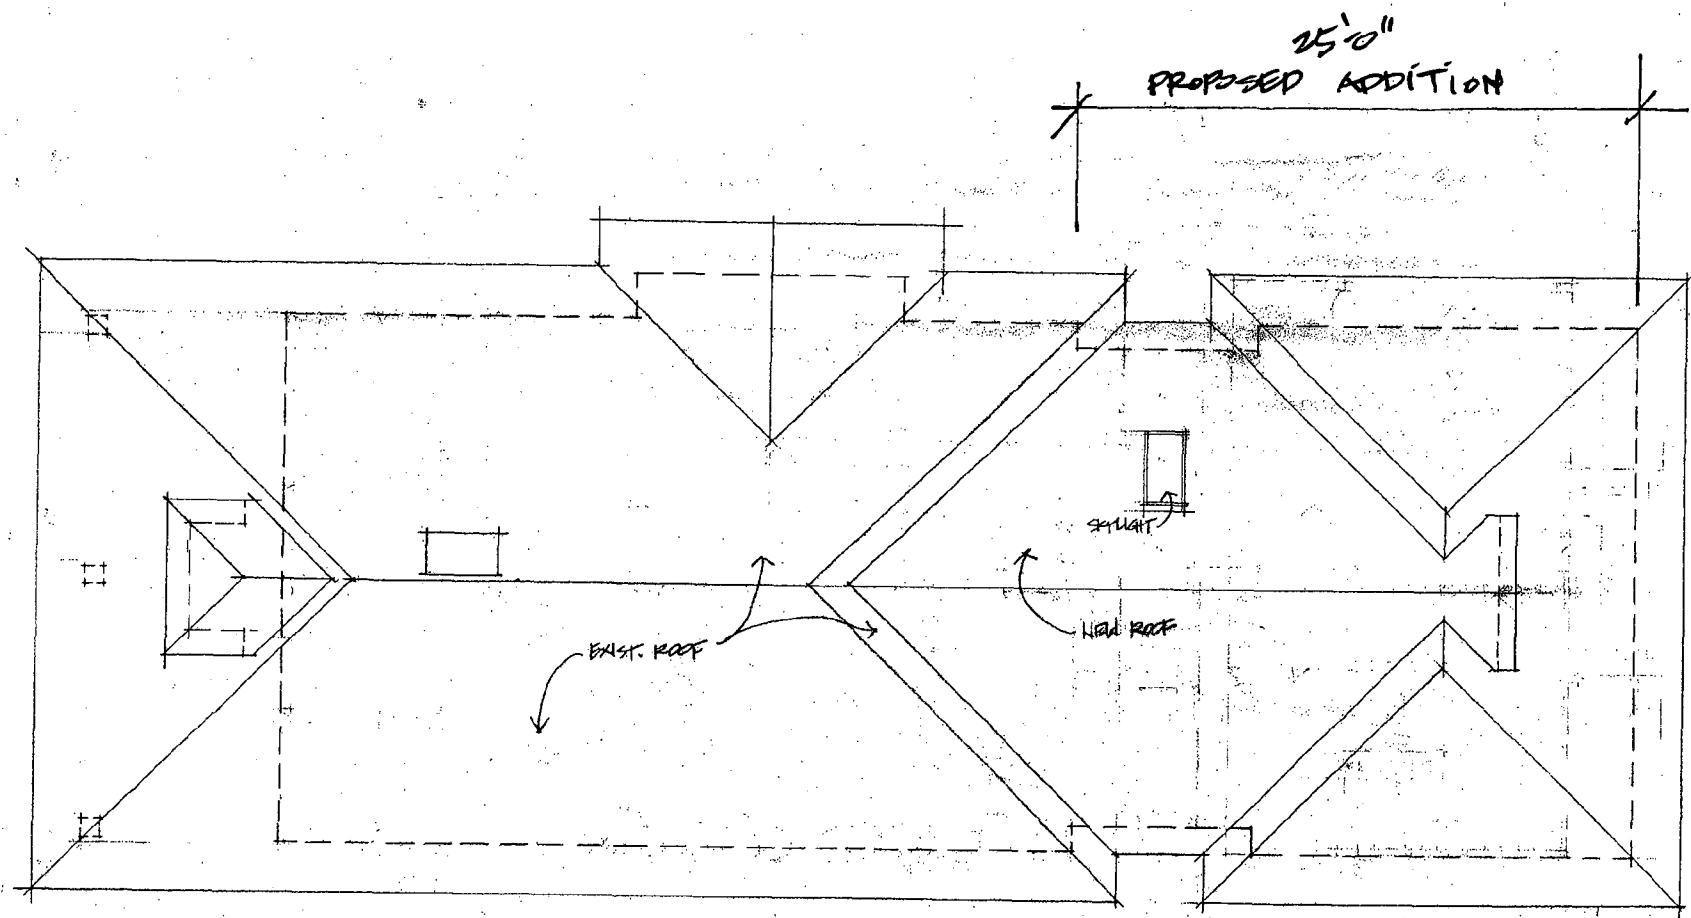 25'-0"
PROPOSED ADDITION
SKYLIGHT
NEW ROOF
EXIST. ROOF